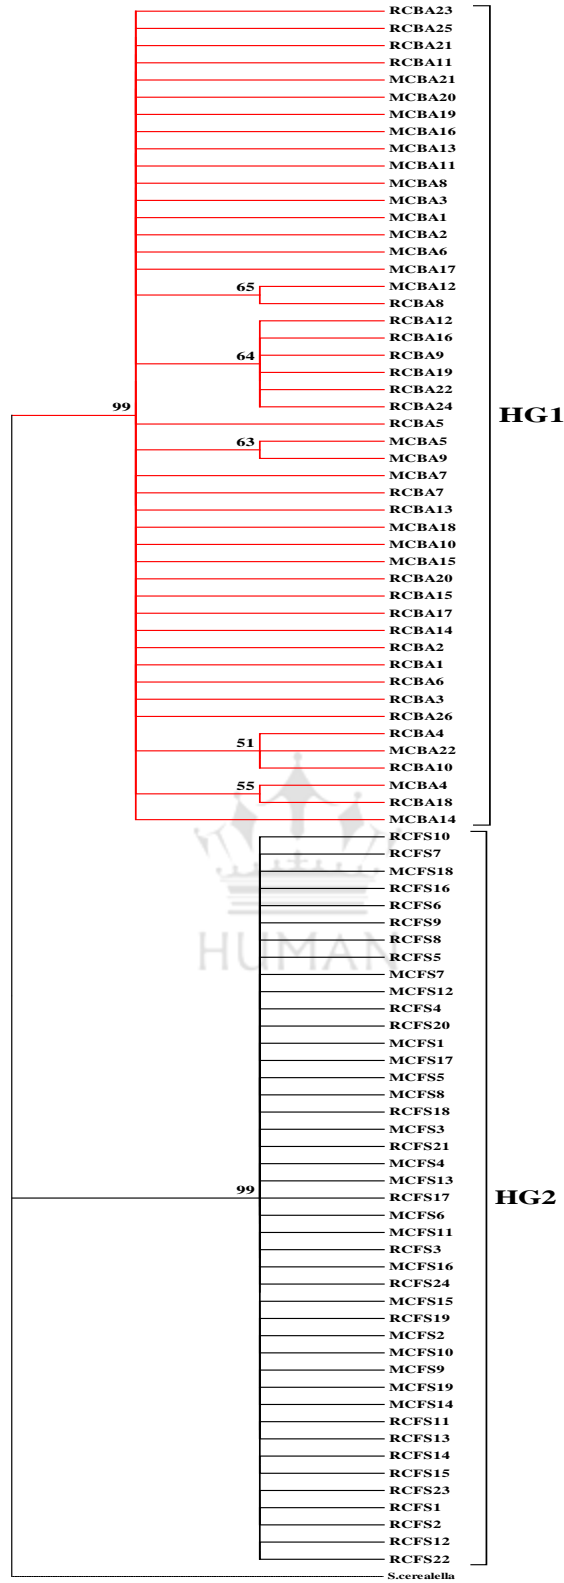 RCBA23
RCBA25
RCBA21
RCBA11
MCBA21
MCBA20
MCBA19
MCBA16
MCBA13
MCBA11
MCBA8
MCBA3
MCBA1
MCBA2
MCBA6
MCBA17
65
MCBA12
RCBA8
RCBA12
RCBA16
64
RCBA9
RCBA19
RCBA22
RCBA24
99
HG1
RCBA5
63
MCBA5
MCBA9
MCBA7
RCBA7
RCBA13
MCBA18
MCBA10
MCBA15
RCBA20
RCBA15
RCBA17
RCBA14
RCBA2
RCBA1
RCBA6
RCBA3
RCBA26
RCBA4
51
MCBA22
RCBA10
55
MCBA4
RCBA18
MCBA14
RCFS10
RCFS7
MCFS18
RCFS16
RCFS6
RCFS9
RCFS8
HUMAN
RCFS5
MCFS7
MCFS12
RCFS4
RCFS20
MCFS1
MCFS17
MCFS5
MCFS8
RCFS18
MCFS3
RCFS21
MCFS4
MCFS13
99
RCFS17
HG2
MCFS6
MCFS11
RCFS3
MCFS16
RCFS24
MCFS15
RCFS19
MCFS2
MCFS10
MCFS9
MCFS19
MCFS14
RCFS11
RCFS13
RCFS14
RCFS15
RCFS23
RCFS1
RCFS2
RCFS12
RCFS22
S.cerealella